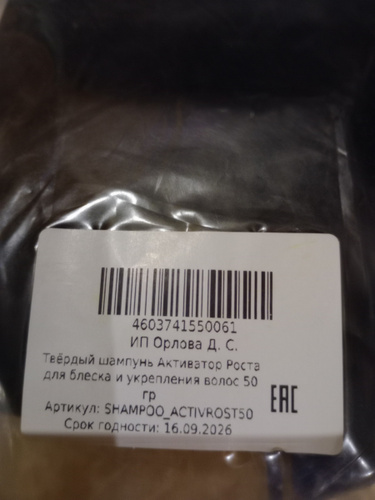 4603741550061
ИП Орлова Д. С.
Твёрдый шампунь Активатор Роста
для блеска и укрепления волос 50
гр
Артикул: SHAMPOO_ACTIVROST50
Срок годности: 16.09.2026
EAC